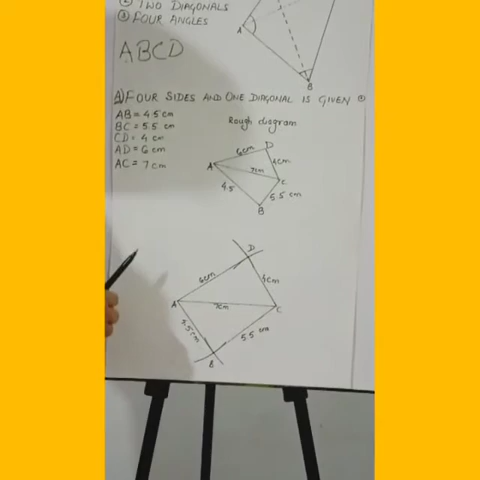 ② TWO DIAGONALS
③ FOUR ANGLES
A
B
ABCD
A) FOUR SIDES AND ONE DIAGONAL IS GIVEN
AB = 4.5 cm
BC = 5.5 cm
CD = 4 cm
AD = 6 cm
AC = 7 cm
Rough diagram
D
6cm
4cm
A
7cm
C
4.5
5.5 cm
B
D
6cm
4cm
A
7cm
C
4.5cm
5.5 cm
B